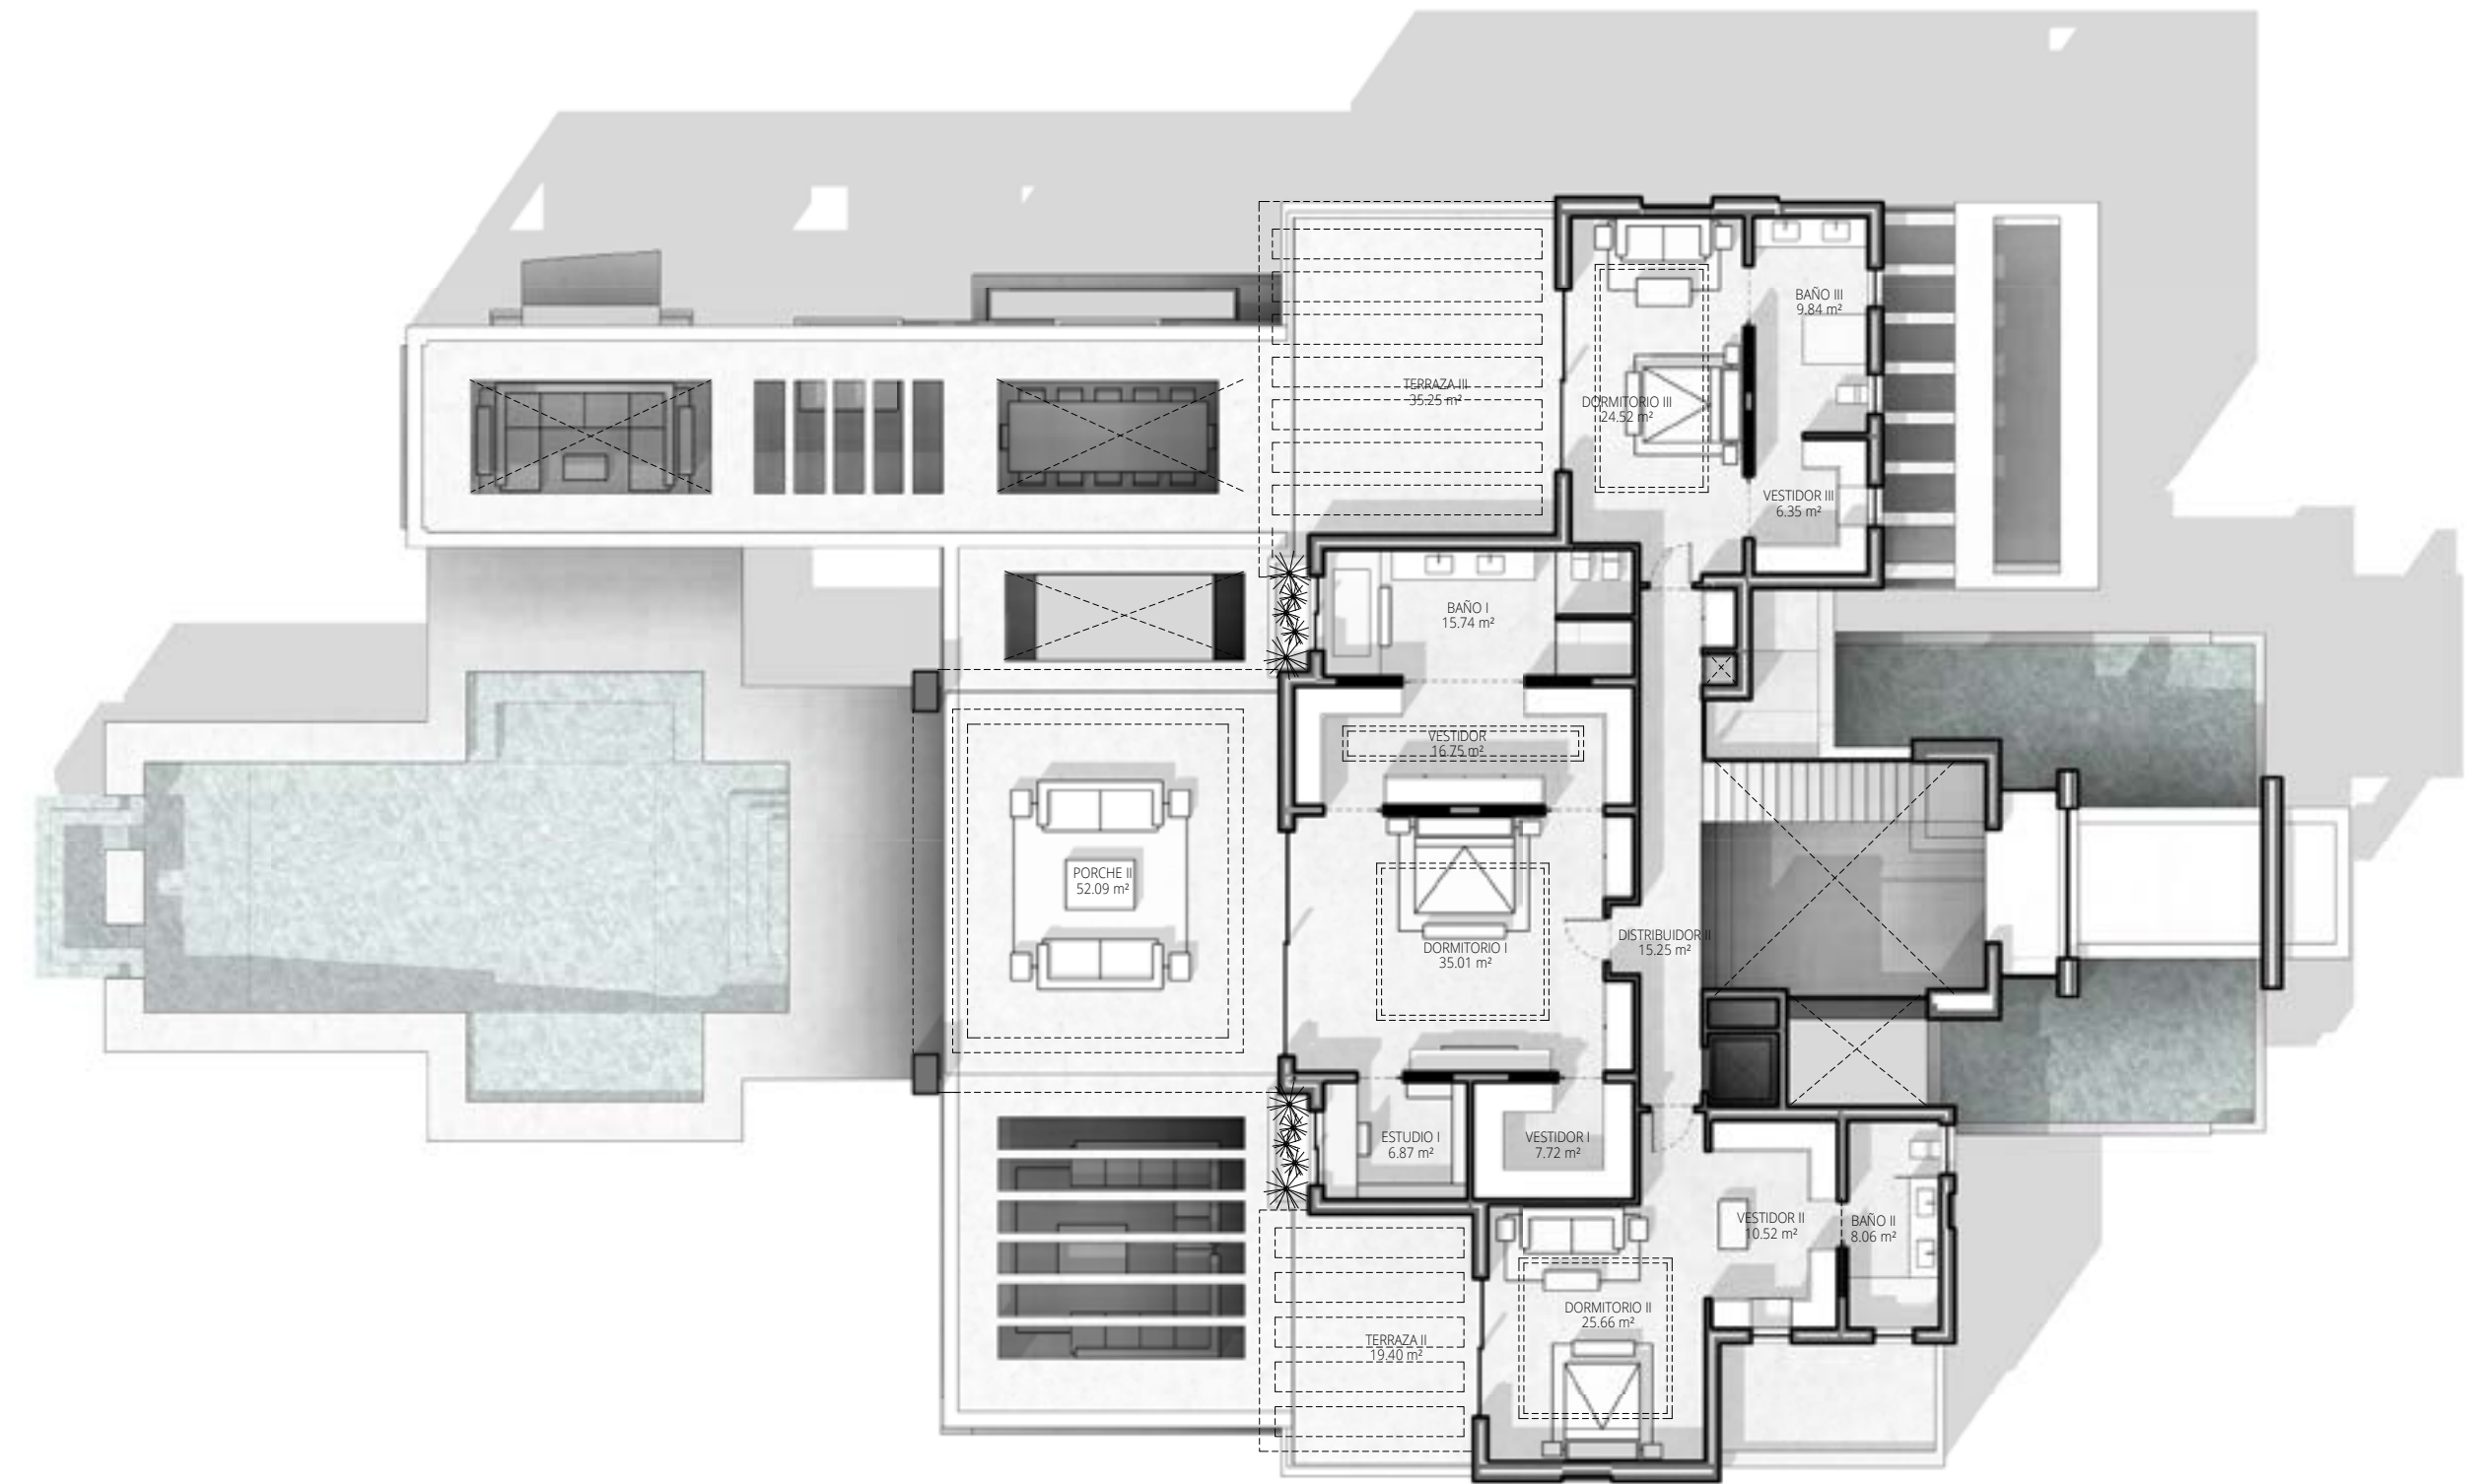 BAÑO III
9.84 m²
TERRAZA III
35.25 m²
DORMITORIO III
24.52 m²
VESTIDOR III
6.35 m²
BAÑO I
15.74 m²
VESTIDOR
16.75 m²
PORCHE II
52.09 m²
DORMITORIO I
35.01 m²
DISTRIBUIDOR II
15.25 m²
ESTUDIO I
6.87 m²
VESTIDOR I
7.72 m²
VESTIDOR II
10.52 m²
BAÑO II
8.06 m²
DORMITORIO II
25.66 m²
TERRAZA II
19.40 m²